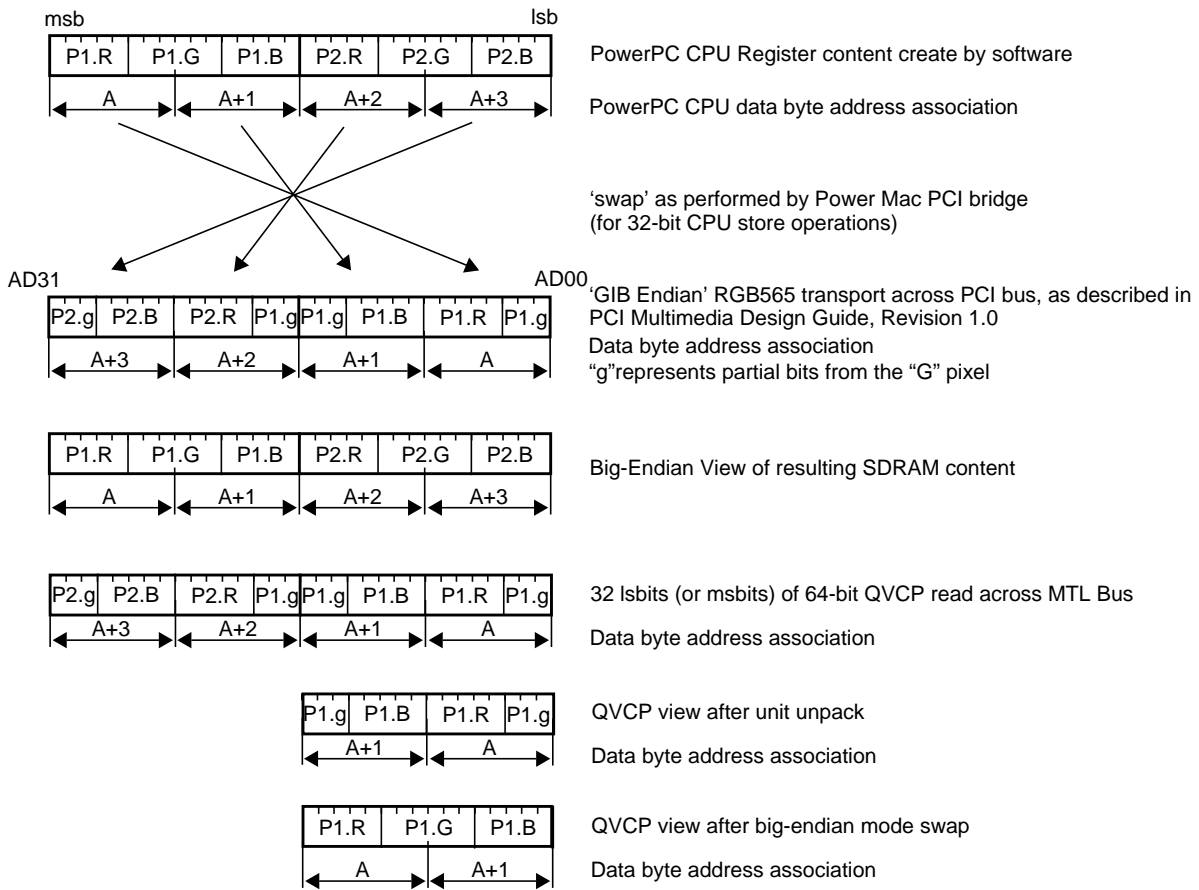 msb lsb
P1.R P1.G P1.B P2.R P2.G P2.B PowerPC CPU Register content create by software
A A+1 A+2 A+3 PowerPC CPU data byte address association
‘swap’ as performed by Power Mac PCI bridge
(for 32-bit CPU store operations)
AD31 AD00
‘GIB Endian’ RGB565 transport across PCI bus, as described in
P2.g P2.B P2.R P1.g P1.g P1.B P1.R P1.g PCI Multimedia Design Guide, Revision 1.0
Data byte address association
A+3 A+2 A+1 A “g”represents partial bits from the “G” pixel
P1.R P1.G P1.B P2.R P2.G P2.B Big-Endian View of resulting SDRAM content
A A+1 A+2 A+3
P2.g P2.B P2.R P1.g P1.g P1.B P1.R P1.g 32 lsbits (or msbits) of 64-bit QVCP read across MTL Bus
A+3 A+2 A+1 A Data byte address association
P1.g P1.B P1.R P1.g QVCP view after unit unpack
A+1 A Data byte address association
P1.R P1.G P1.B QVCP view after big-endian mode swap
A A+1 Data byte address association